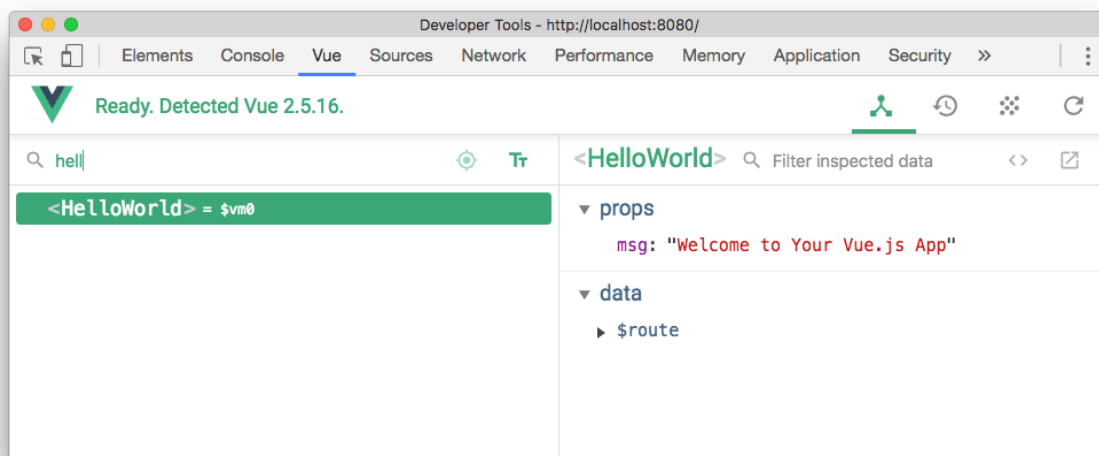 Developer Tools - http://localhost:8080/
Elements Console Vue Sources Network Performance Memory Application Security »
Ready. Detected Vue 2.5.16.
hell
Tт
<HelloWorld> = $vm0
<HelloWorld> Filter inspected data <>
props
msg: "Welcome to Your Vue.js App"
data
$route